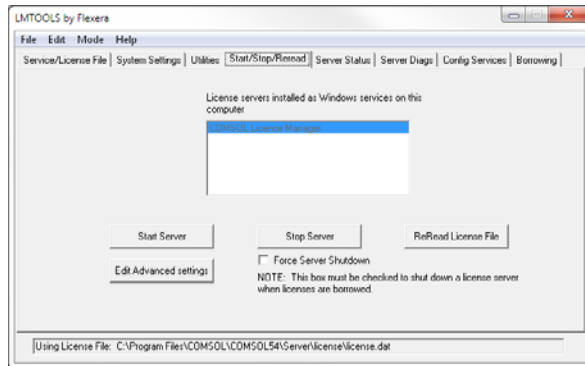 LMTOOLS by Flexera
File Edit Mode Help
Service/License File System Settings Utilities Start/Stop/Reread Server Status Server Diags Config Services Borrowing
License servers installed as Windows services on this
computer
COMSOL License Manager
Start Server Stop Server ReRead License File
Edit Advanced settings Force Server Shutdown
NOTE: This box must be checked to shut down a license server
when licenses are borrowed.
Using License File: C:\Program Files\COMSOL\COMSOL54\Server\license\license.dat